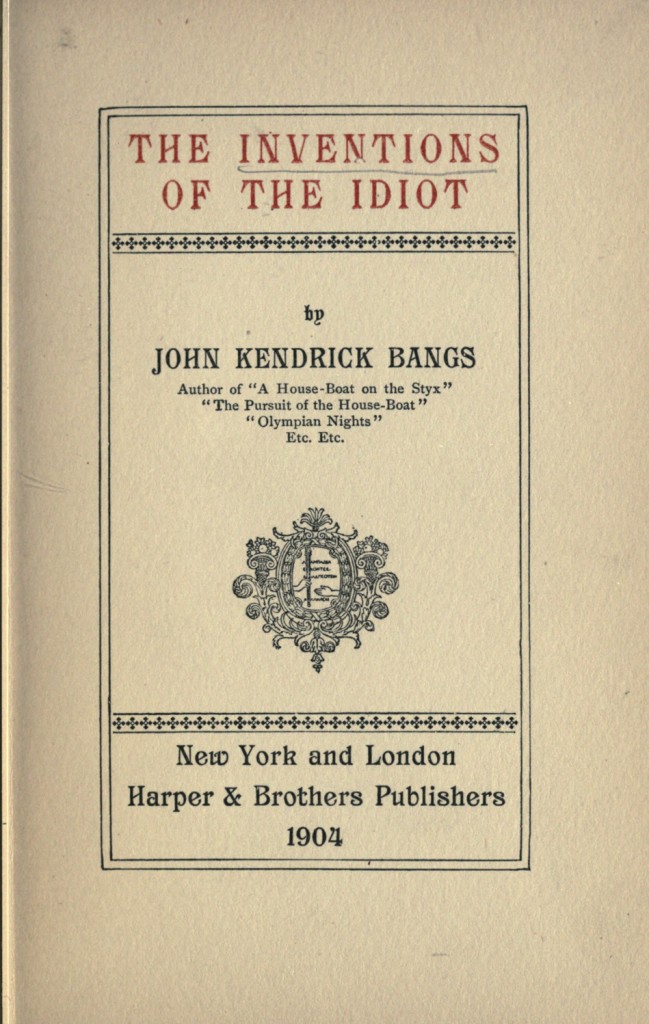 THE INVENTIONS
OF THE IDIOT
by
JOHN KENDRICK BANGS
Author of "A House-Boat on the Styx"
"The Pursuit of the House-Boat"
"Olympian Nights"
Etc. Etc.
New York and London
Harper & Brothers Publishers
1904